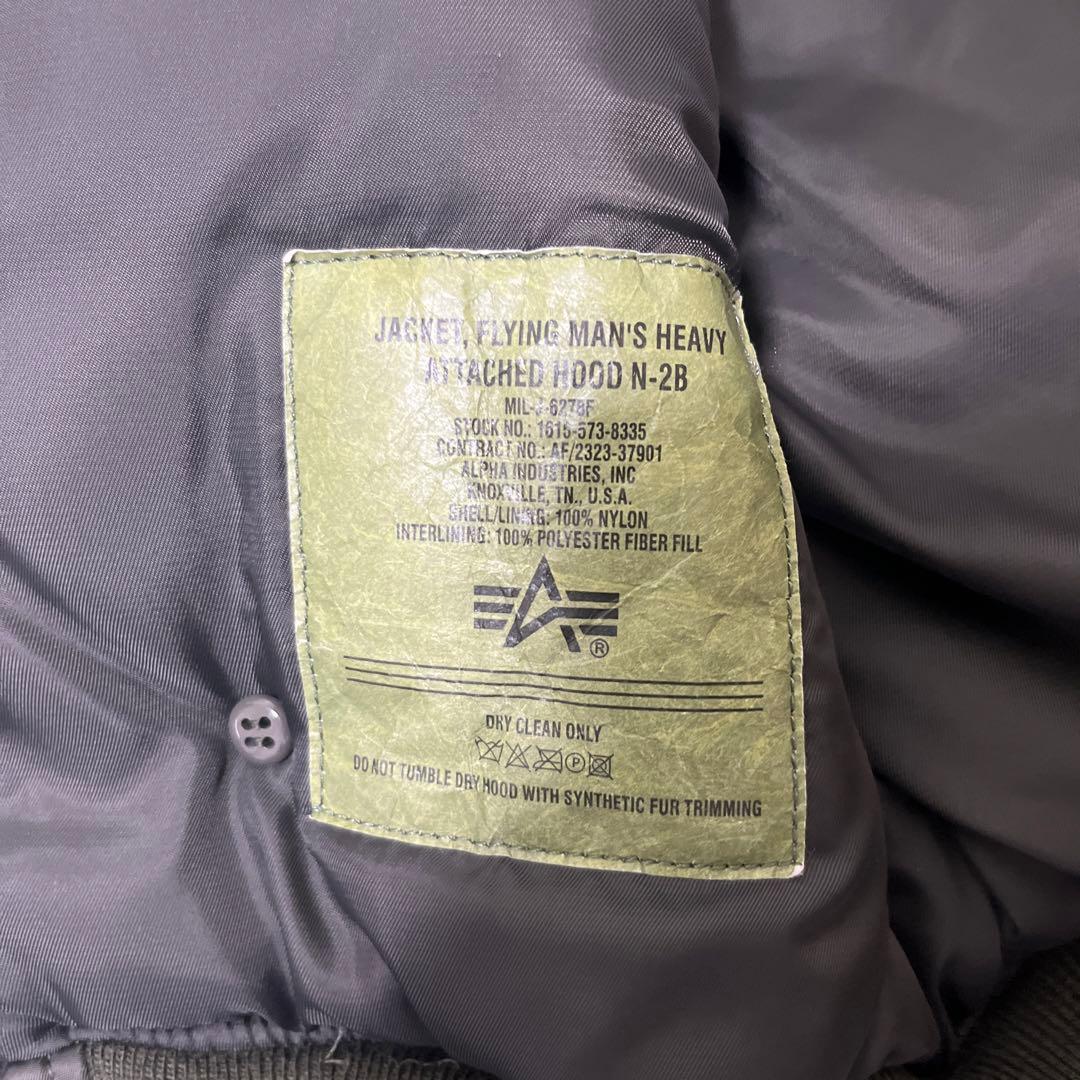 JACKET, FLYING MAN'S HEAVY
ATTACHED HOOD N-2B
MIL-J-6278F
STOCK NO.: 1615-573-8335
CONTRACT NO.: AF/2323-37901
ALPHA INDUSTRIES, INC
KNOXVILLE, TN., U.S.A.
SHELL/LINING: 100% NYLON
INTERLINING: 100% POLYESTER FIBER FILL
®
DRY CLEAN ONLY
P
DO NOT TUMBLE DRY HOOD WITH SYNTHETIC FUR TRIMMING